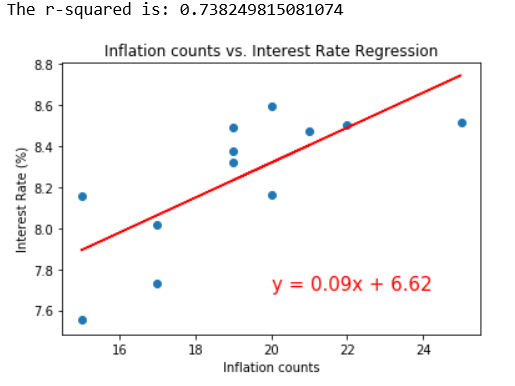 The r-squared is: 0.738249815081074
Inflation counts vs. Interest Rate Regression
8.8
8.6
8.4
8.2
8.0
7.8
7.6
Interest Rate (%)
y = 0.09x + 6.62
16 18 20 22 24
Inflation counts